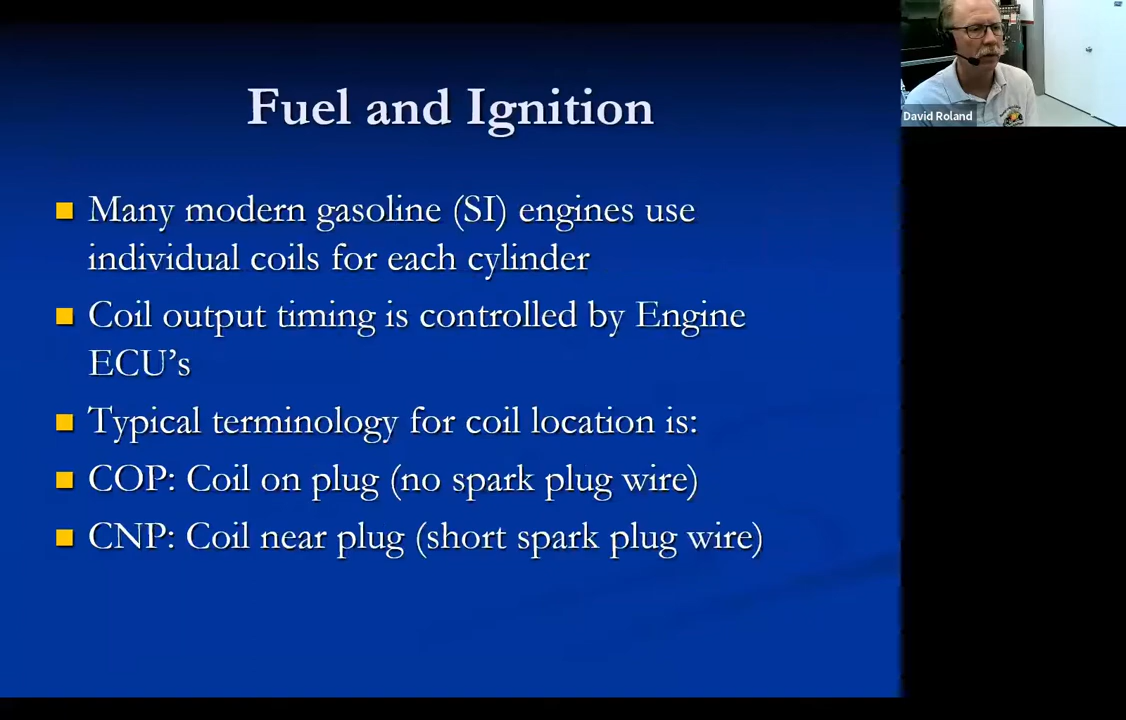 Fuel and Ignition
Many modern gasoline (SI) engines use
individual coils for each cylinder
Coil output timing is controlled by Engine
ECU’s
Typical terminology for coil location is:
COP: Coil on plug (no spark plug wire)
CNP: Coil near plug (short spark plug wire)
David Roland